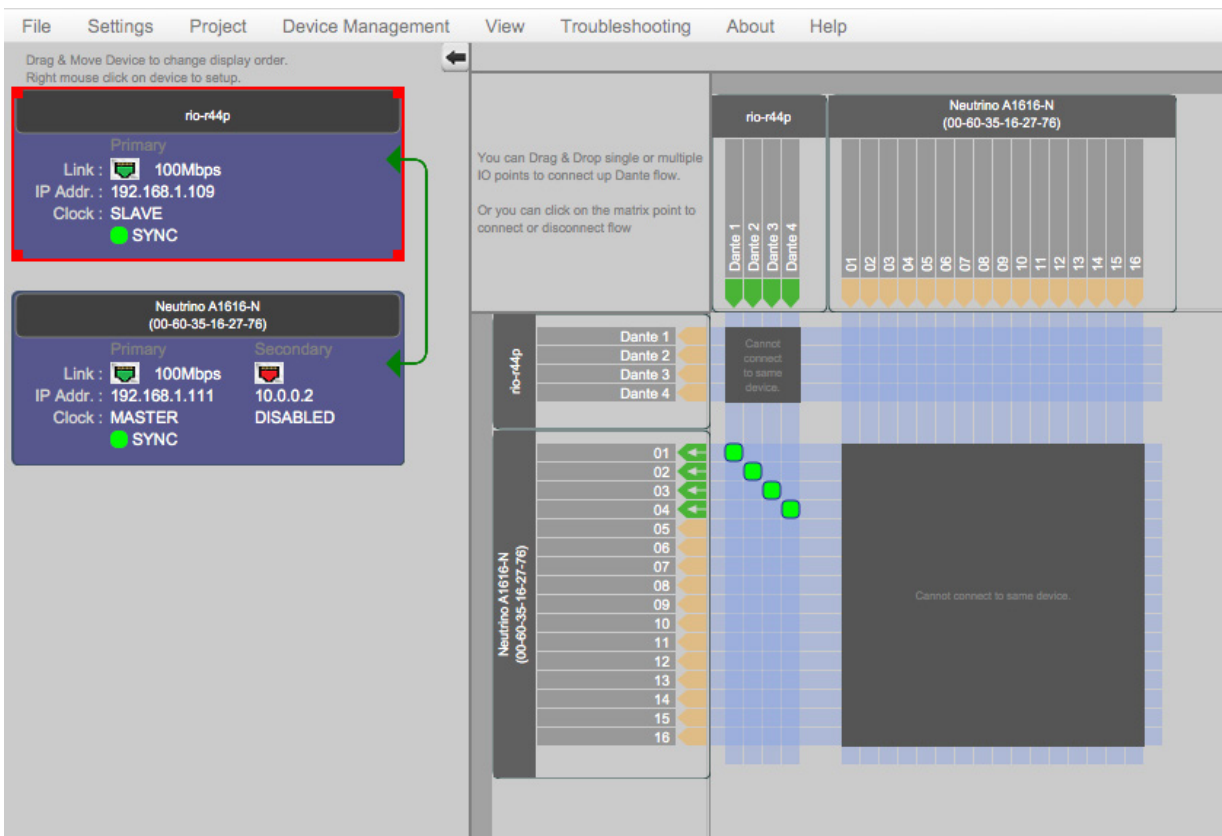 File Settings Project Device Management View Troubleshooting About Help
Drag & Move Device to change display order.
Right mouse click on device to setup.
rio-r44p
Primary
Link : 100Mbps
IP Addr. : 192.168.1.109
Clock : SLAVE
SYNC
Neutrino A1616-N
(00-60-35-16-27-76)
Primary Secondary
Link : 100Mbps
IP Addr. : 192.168.1.111 10.0.0.2
Clock : MASTER DISABLED
SYNC
You can Drag & Drop single or multiple
IO points to connect up Dante flow.
Or you can click on the matrix point to
connect or disconnect flow
rio-r44p
Dante 1
Dante 2
Dante 3
Dante 4
Neutrino A1616-N
(00-60-35-16-27-76)
01
02
03
04
05
06
07
08
09
10
11
12
13
14
15
16
rio-r44p
Dante 1
Dante 2
Dante 3
Dante 4
Cannot
connect
to same
device.
Neutrino A1616-N
(00-60-35-16-27-76)
01
02
03
04
05
06
07
08
09
10
11
12
13
14
15
16
Cannot connect to same device.